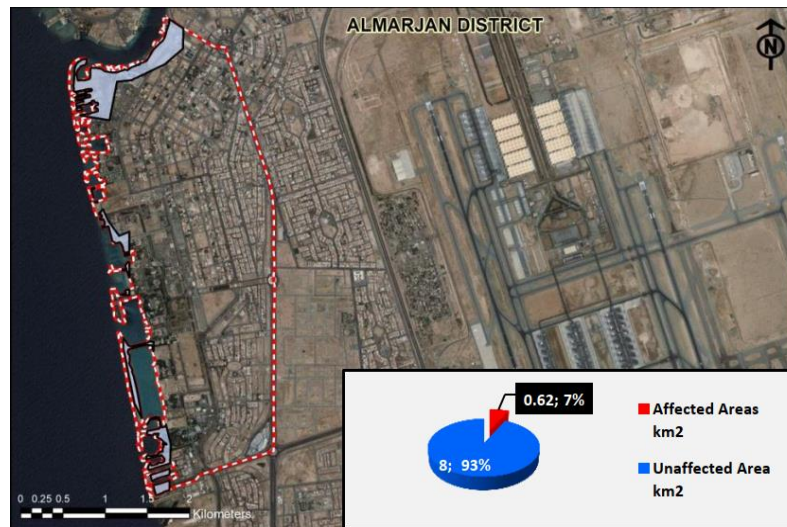 ALMARJAN DISTRICT
N
0.62; 7%
8; 93%
Affected Areas
km2
Unaffected Area
km2
0 0.25 0.5 1 1.5 2
Kilometers